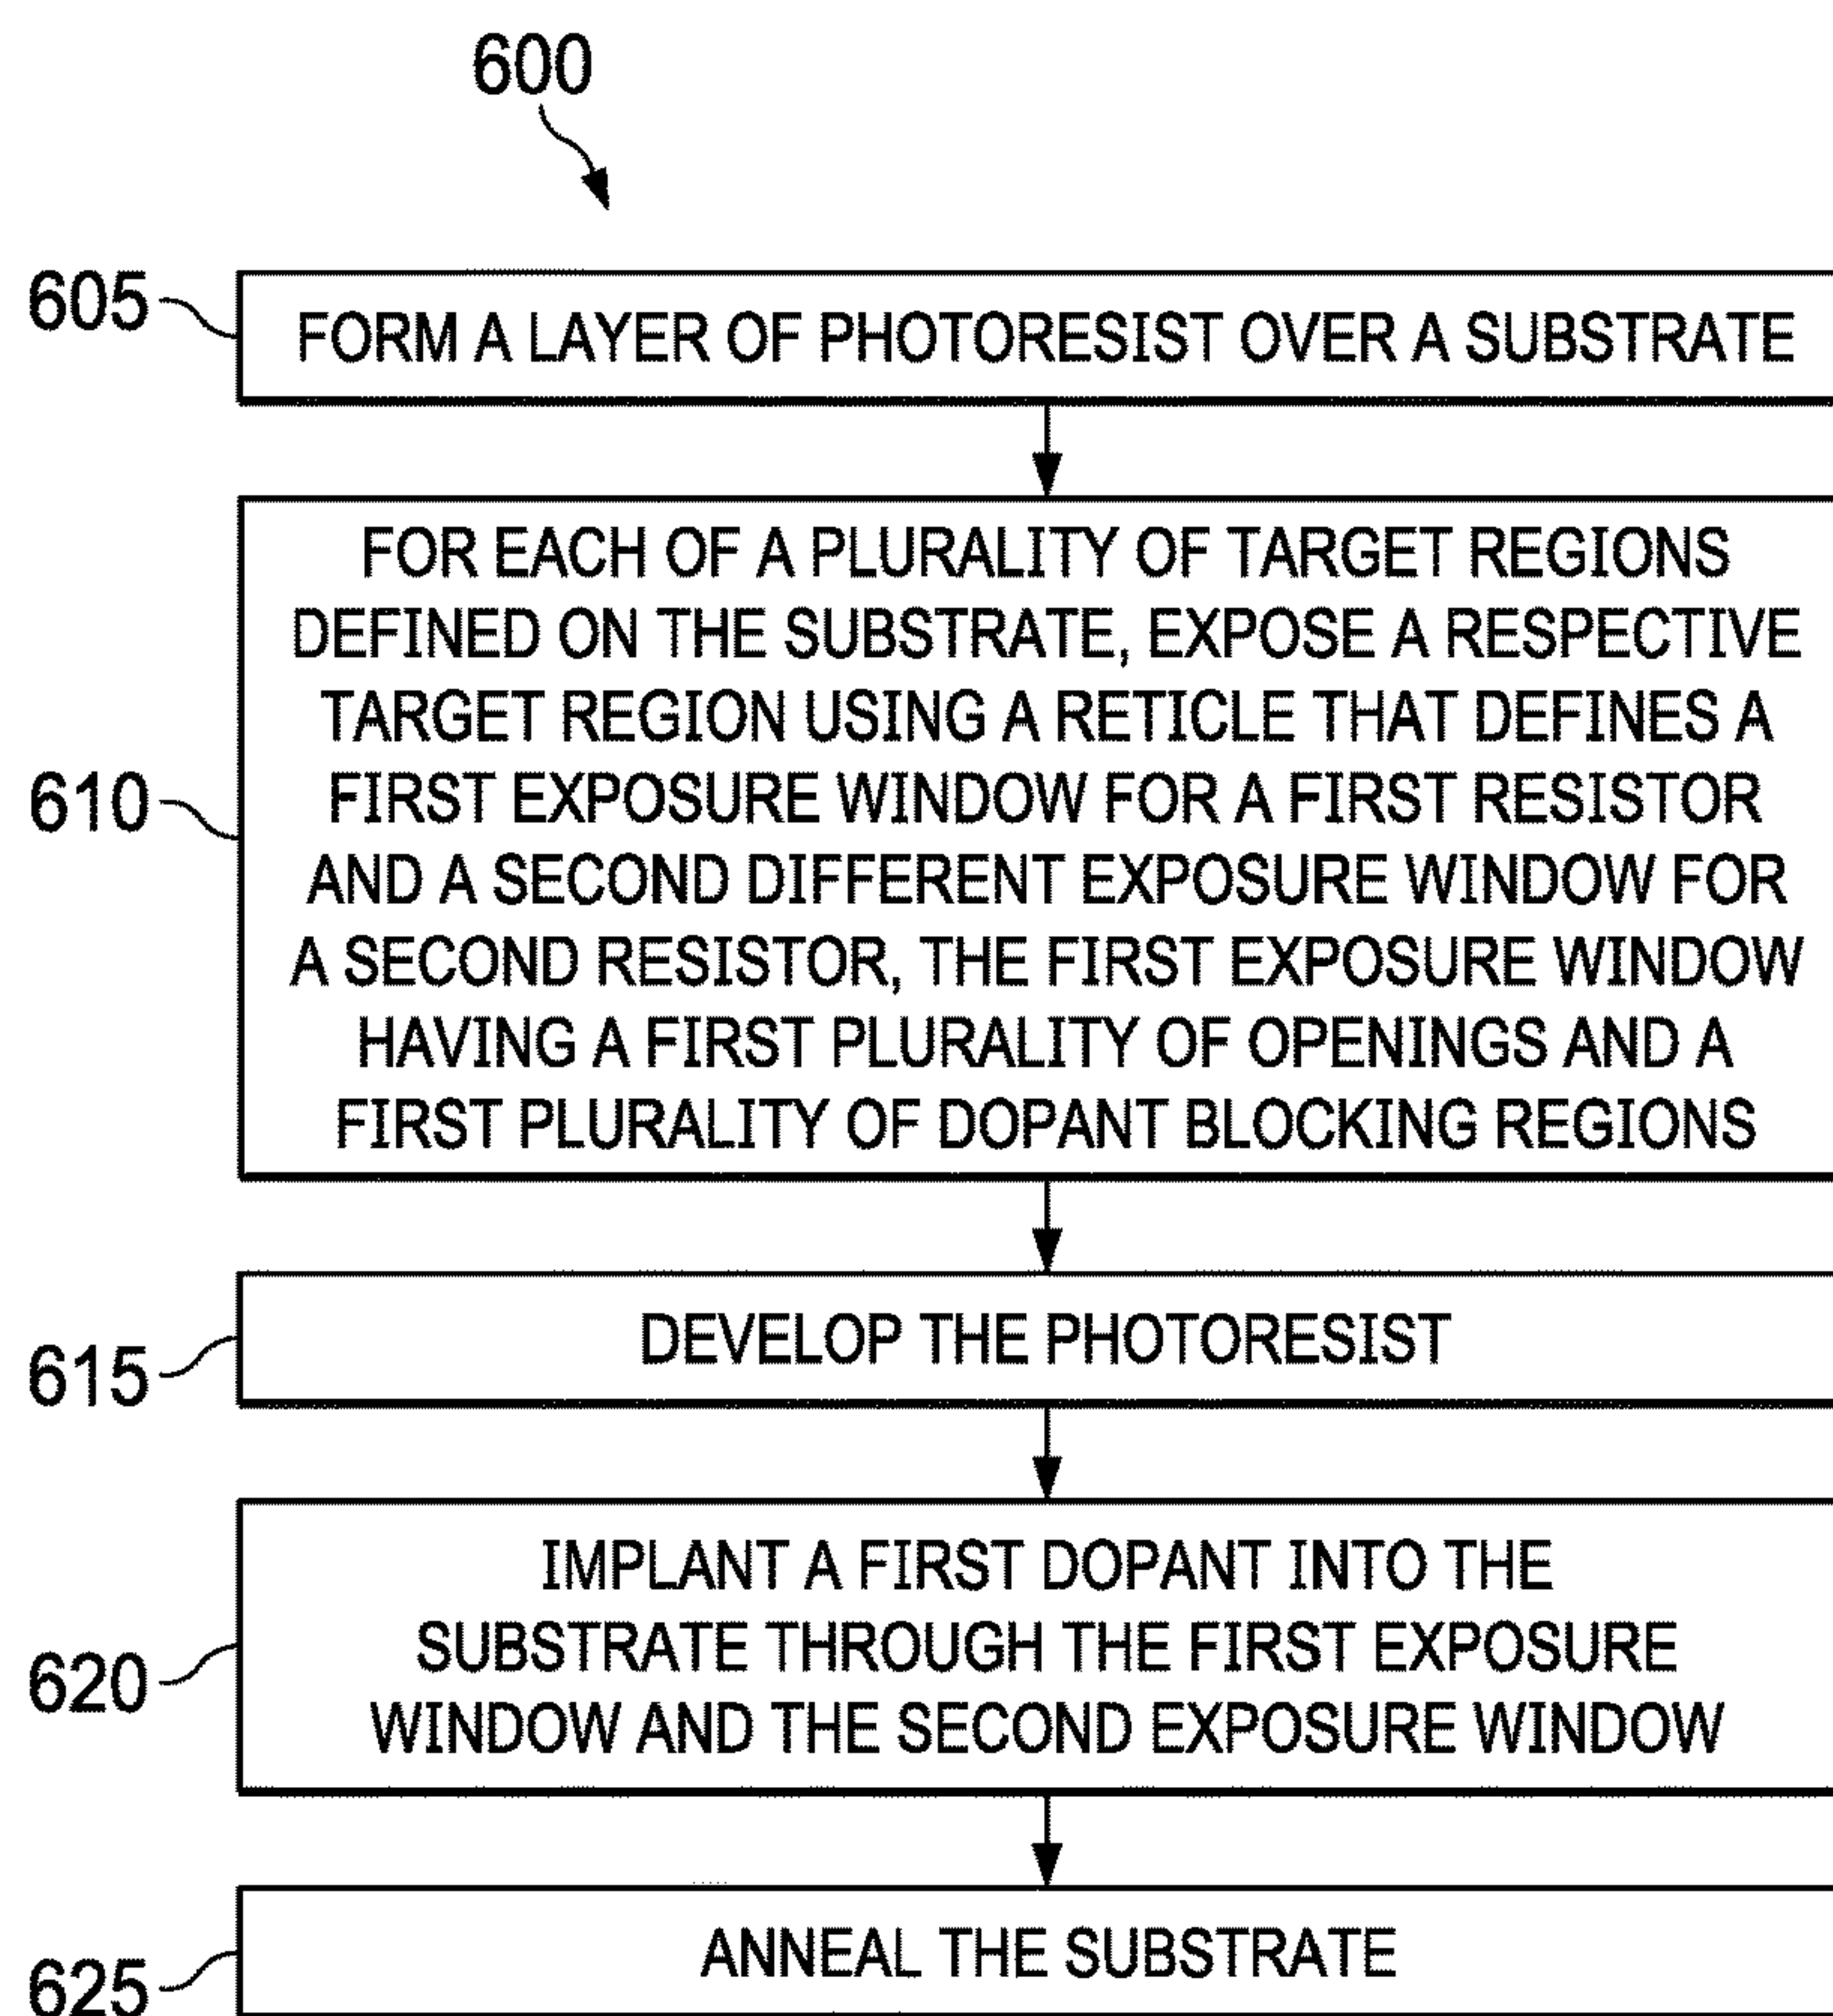 600
605
FORM A LAYER OF PHOTORESIST OVER A SUBSTRATE
610
FOR EACH OF A PLURALITY OF TARGET REGIONS
DEFINED ON THE SUBSTRATE, EXPOSE A RESPECTIVE
TARGET REGION USING A RETICLE THAT DEFINES A
FIRST EXPOSURE WINDOW FOR A FIRST RESISTOR
AND A SECOND DIFFERENT EXPOSURE WINDOW FOR
A SECOND RESISTOR, THE FIRST EXPOSURE WINDOW
HAVING A FIRST PLURALITY OF OPENINGS AND A
FIRST PLURALITY OF DOPANT BLOCKING REGIONS
615
DEVELOP THE PHOTORESIST
620
IMPLANT A FIRST DOPANT INTO THE
SUBSTRATE THROUGH THE FIRST EXPOSURE
WINDOW AND THE SECOND EXPOSURE WINDOW
625
ANNEAL THE SUBSTRATE